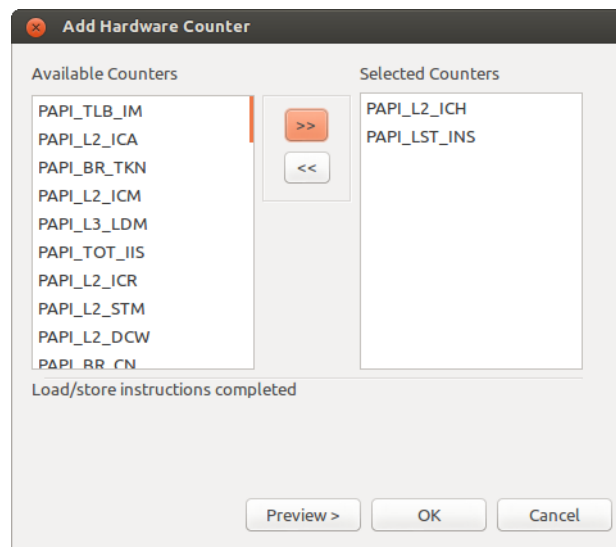 Add Hardware Counter
Available Counters
Selected Counters
PAPI_TLB_IM
PAPI_L2_ICA
PAPI_BR_TKN
PAPI_L2_ICM
PAPI_L3_LDM
PAPI_TOT_IIS
PAPI_L2_ICR
PAPI_L2_STM
PAPI_L2_DCW
PAPI_BR_CN
>>
<<
PAPI_L2_ICH
PAPI_LST_INS
Load/store instructions completed
Preview >
OK
Cancel